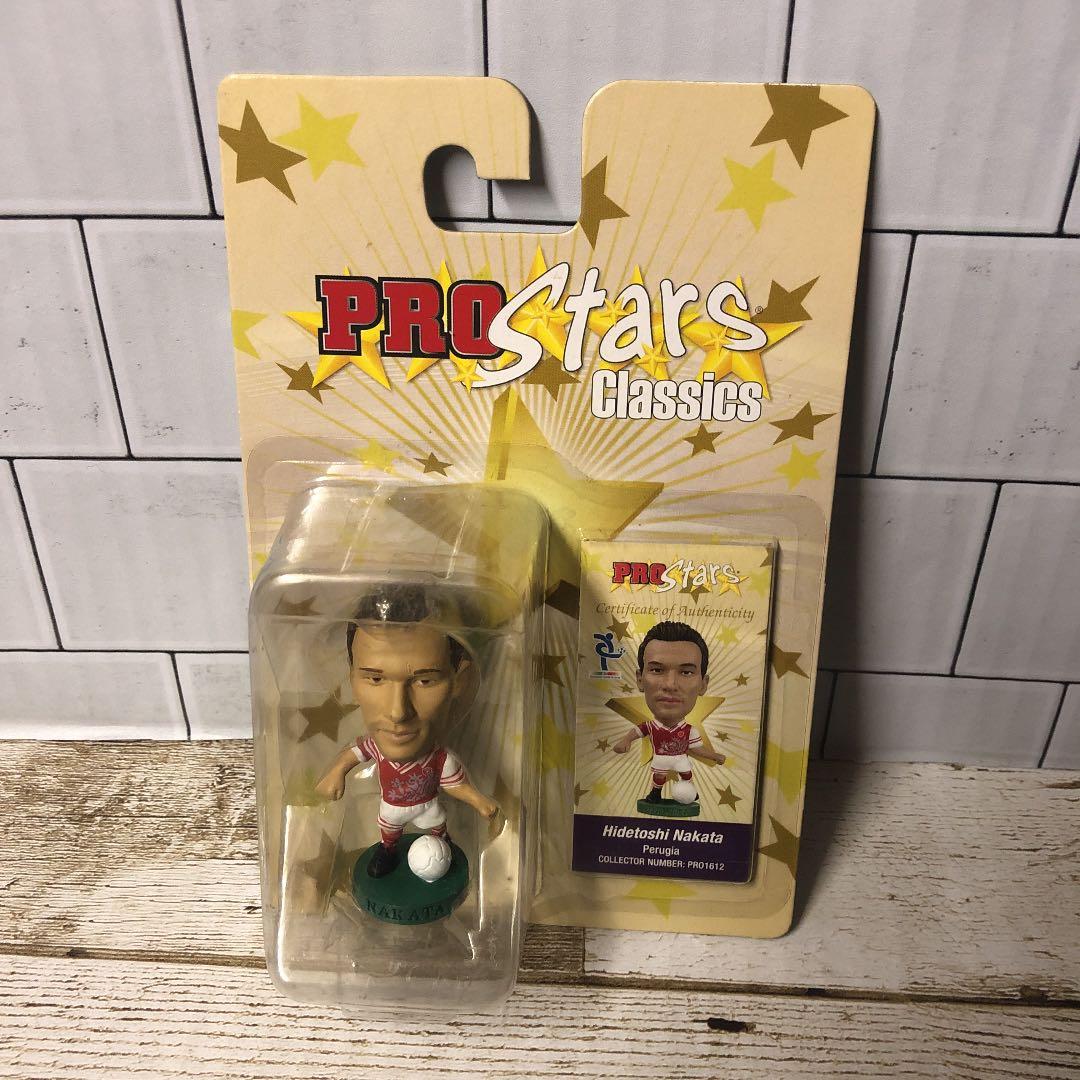 PROStars®
Classics
PROStars
Certificate of Authenticity
Hidetoshi Nakata
Perugia
COLLECTOR NUMBER: PRO1612
NAKATA